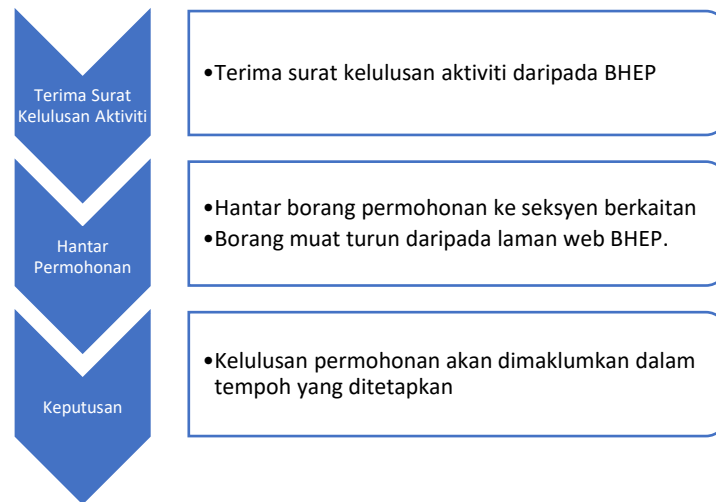 Terima Surat
Kelulusan Aktiviti
•Terima surat kelulusan aktiviti daripada BHEP
Hantar
Permohonan
•Hantar borang permohonan ke seksyen berkaitan
•Borang muat turun daripada laman web BHEP.
Keputusan
•Kelulusan permohonan akan dimaklumkan dalam
tempoh yang ditetapkan